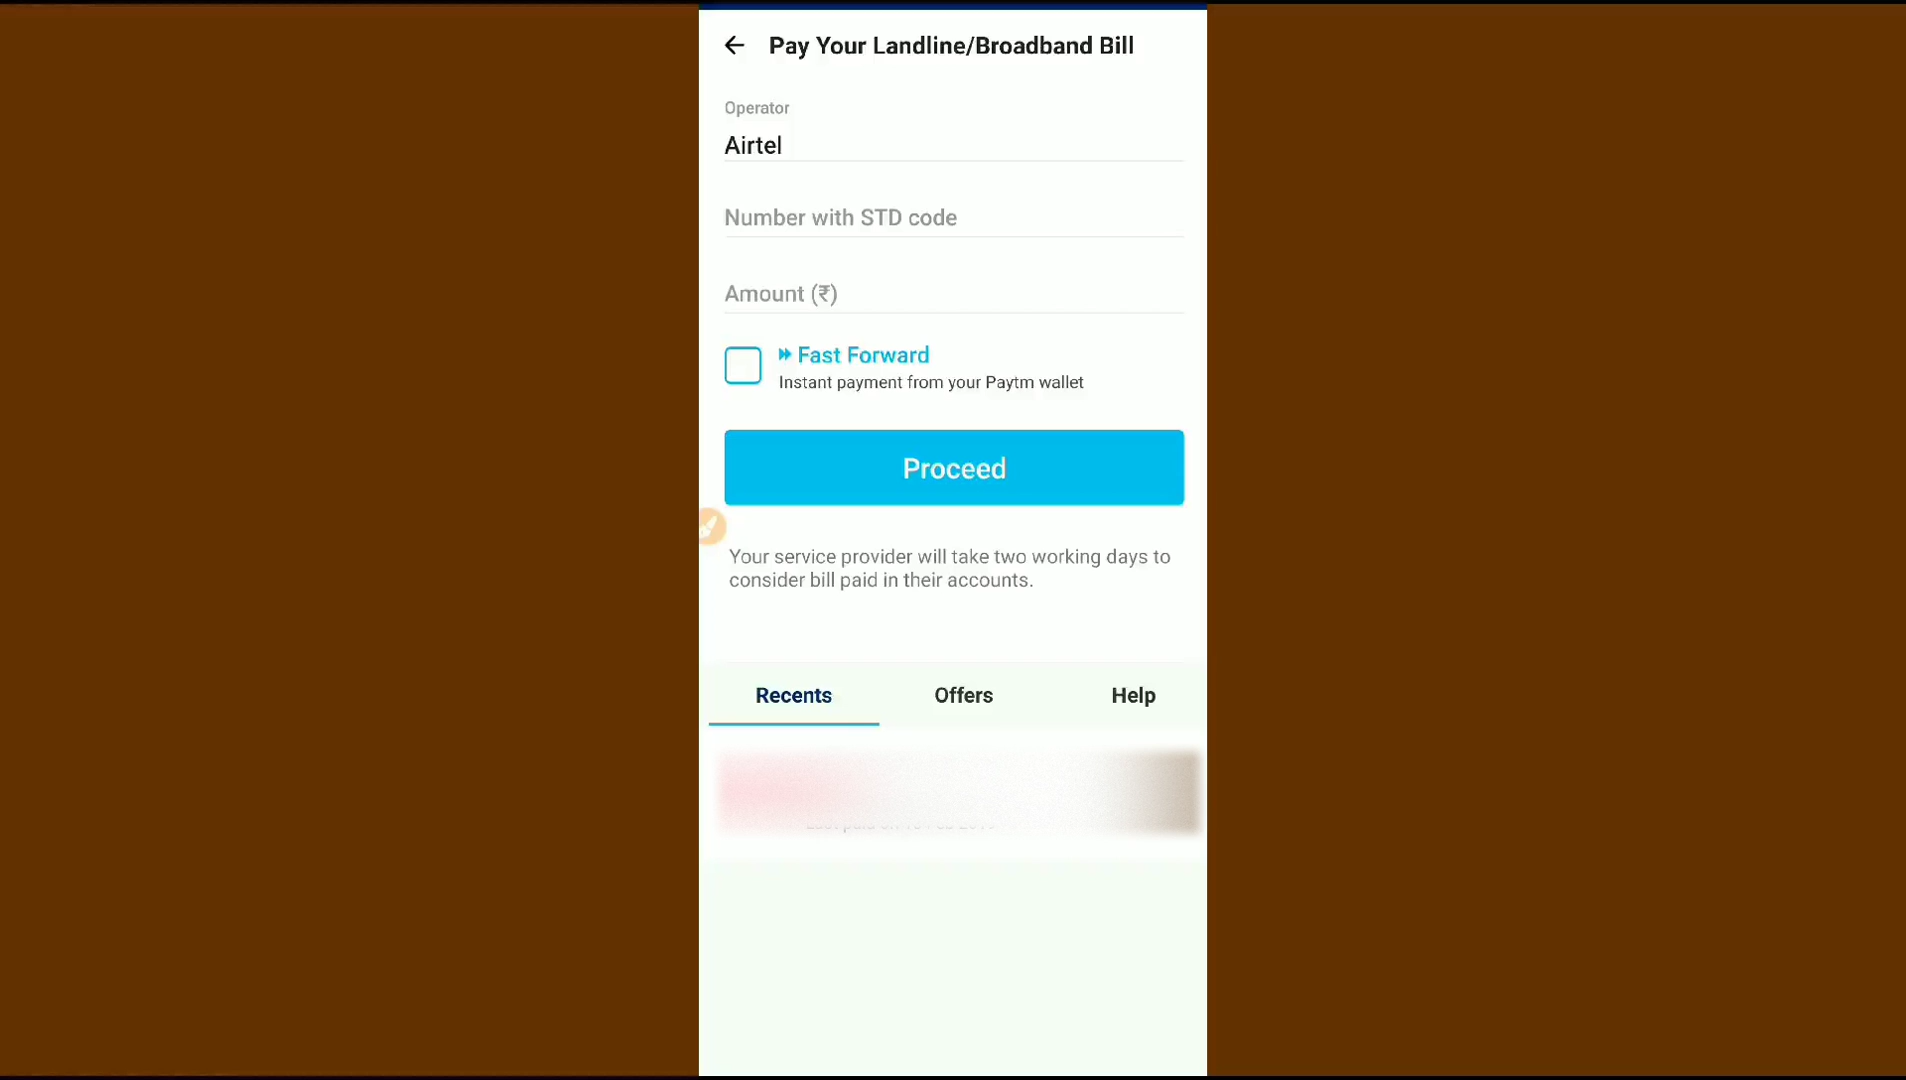 Pay Your Landline/Broadband Bill
Operator
Airtel
Number with STD code
Amount (₹)
Fast Forward
Instant payment from your Paytm wallet
Proceed
Your service provider will take two working days to
consider bill paid in their accounts.
Recents Offers Help